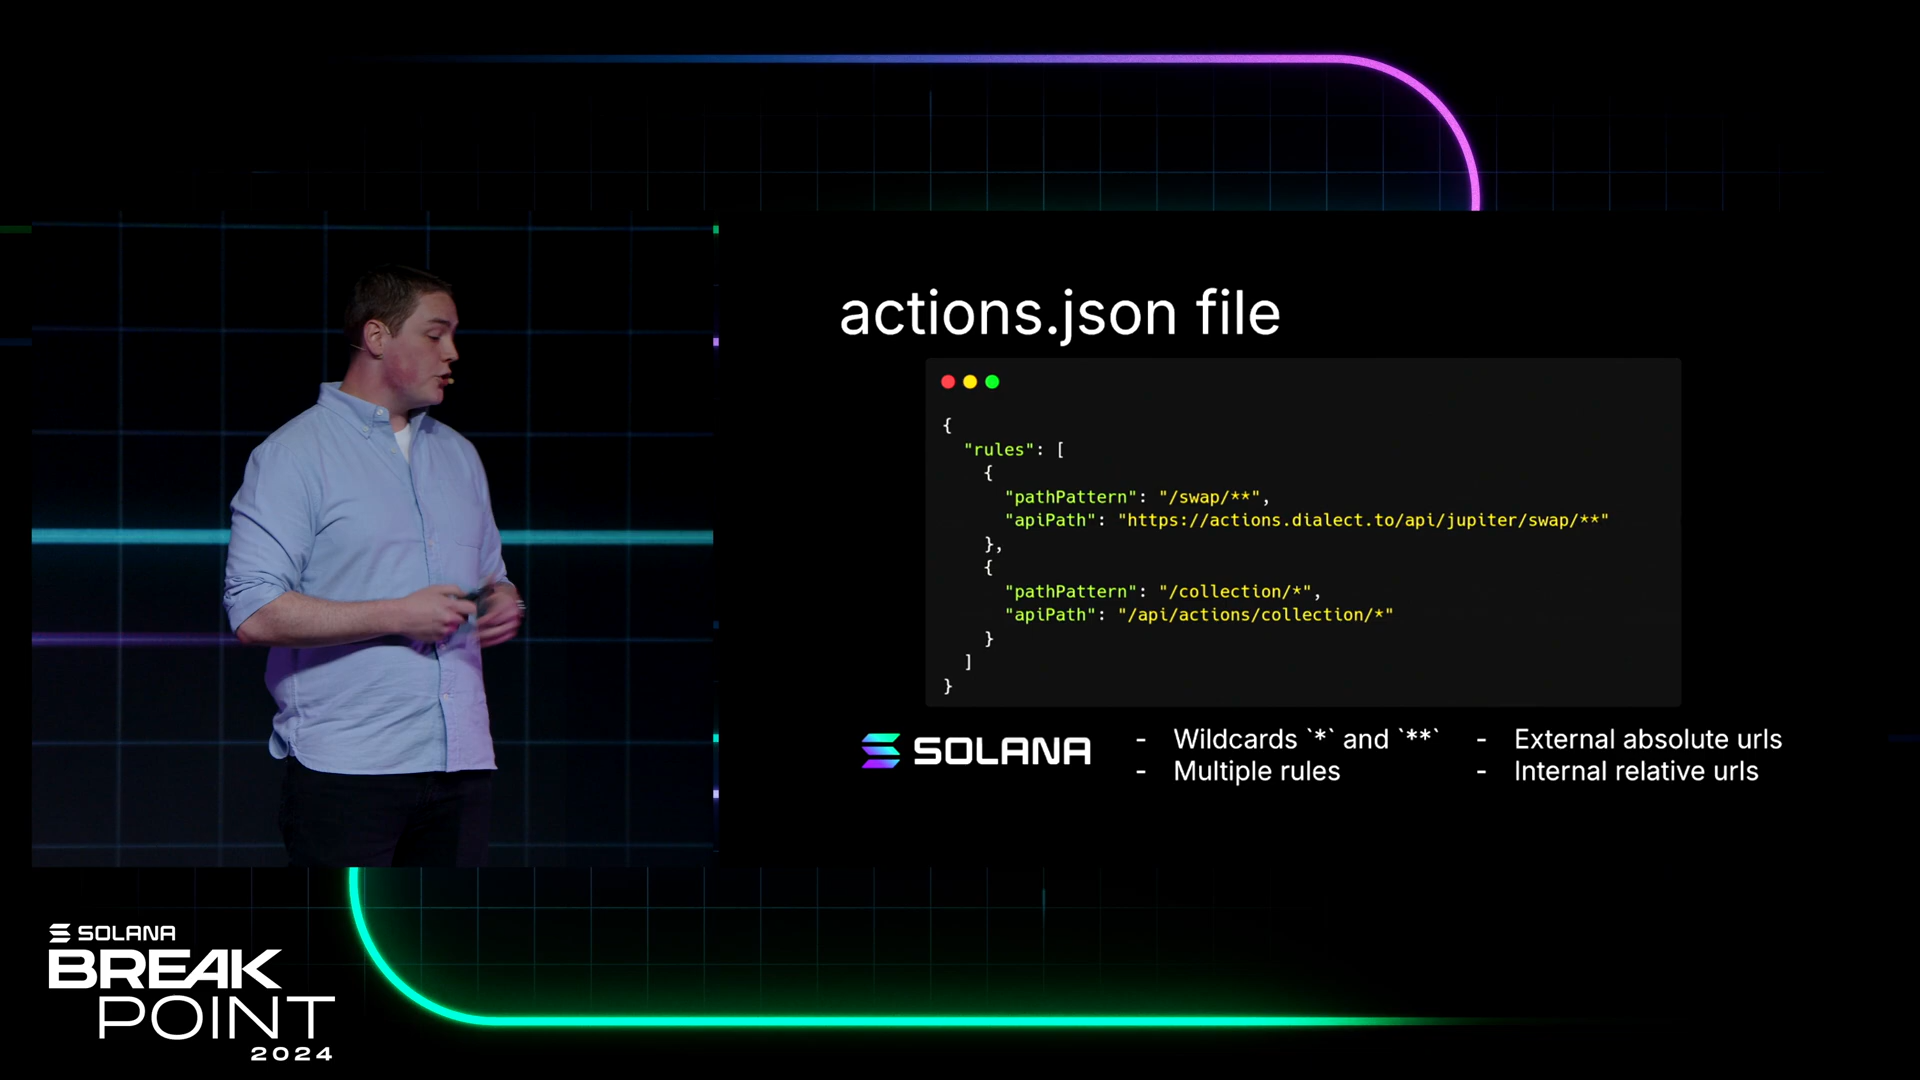 actions.json file
{
  "rules": [
    {
      "pathPattern": "/swap/**",
      "apiPath": "https://actions.dialect.to/api/jupiter/swap/**"
    },
    {
      "pathPattern": "/collection/*",
      "apiPath": "/api/actions/collection/*"
    }
  ]
}
SOLANA
- Wildcards `*` and `**`
- Multiple rules
- External absolute urls
- Internal relative urls
SOLANA
BREAK
POINT
2024